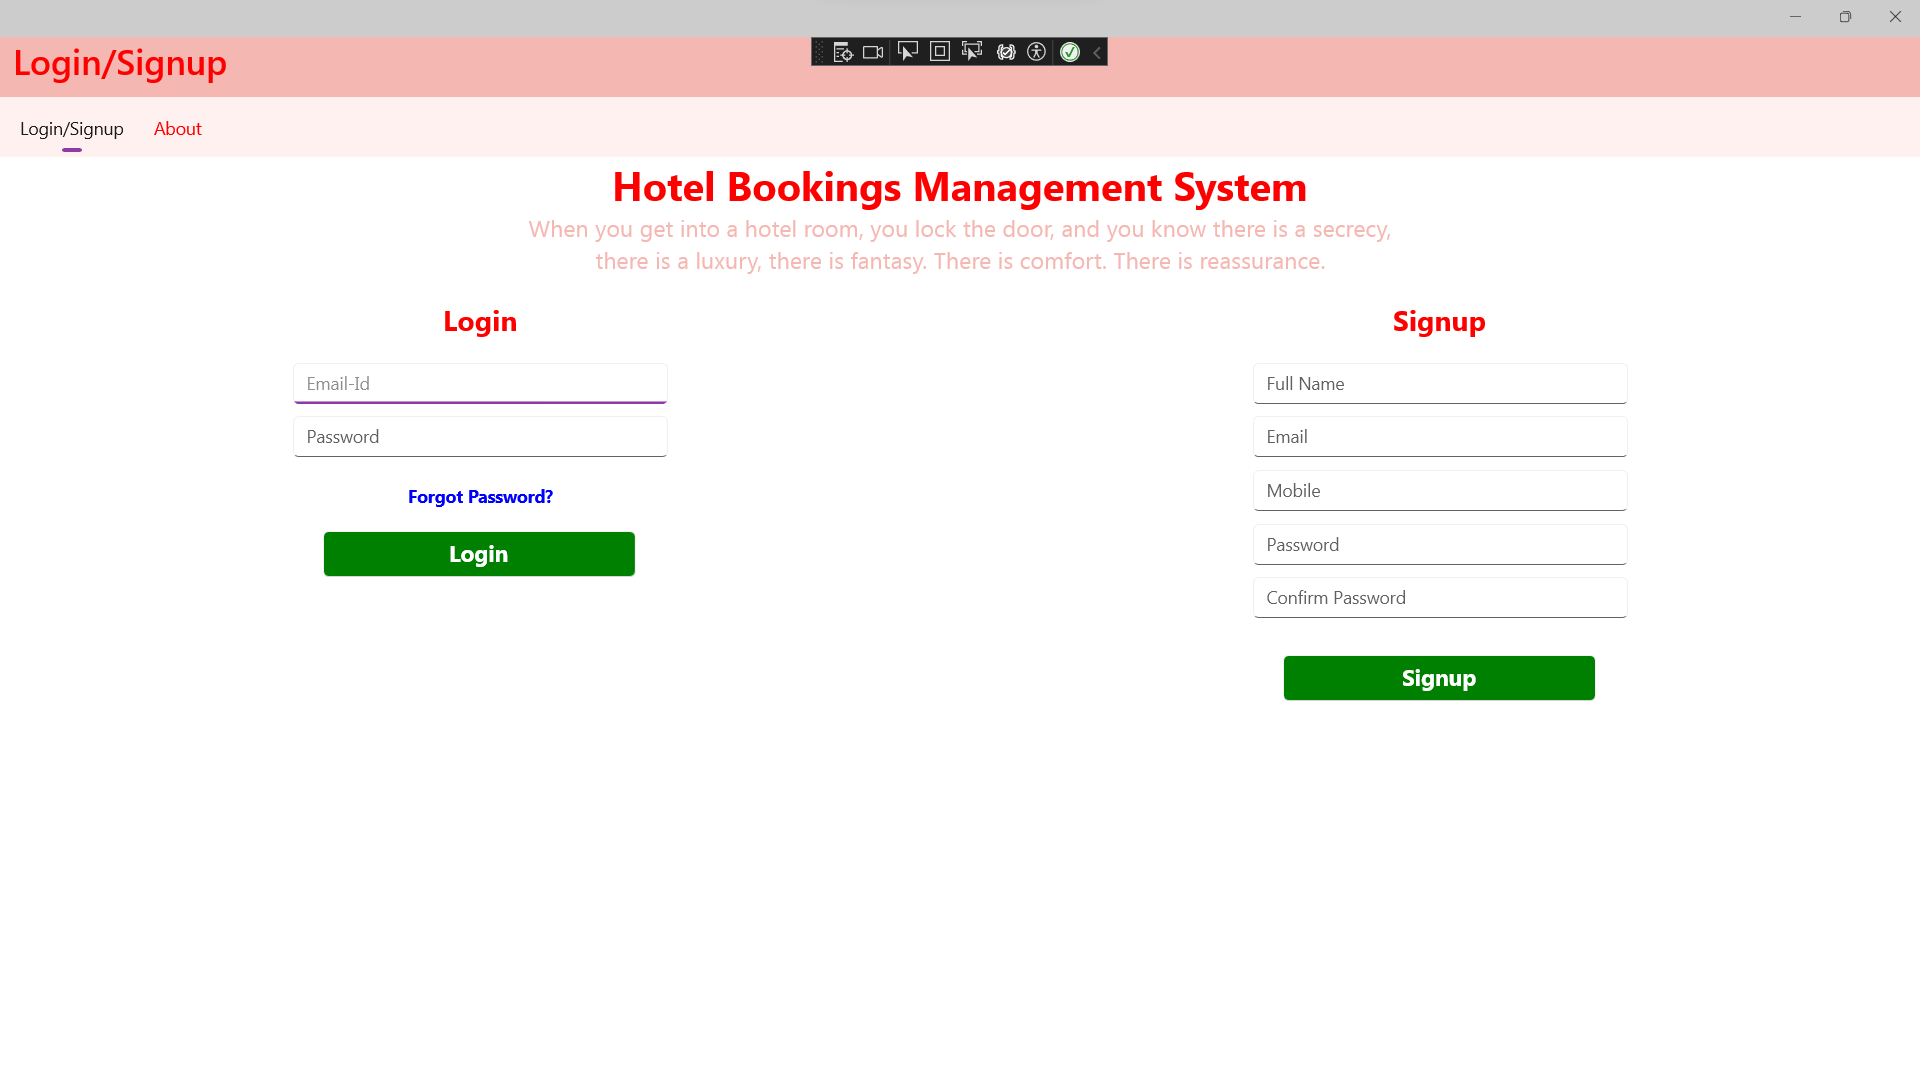 Login/Signup
Login/Signup
About
Hotel Bookings Management System
When you get into a hotel room, you lock the door, and you know there is a secrecy,
there is a luxury, there is fantasy. There is comfort. There is reassurance.
Login
Email-Id
Password
Forgot Password?
Login
Signup
Full Name
Email
Mobile
Password
Confirm Password
Signup